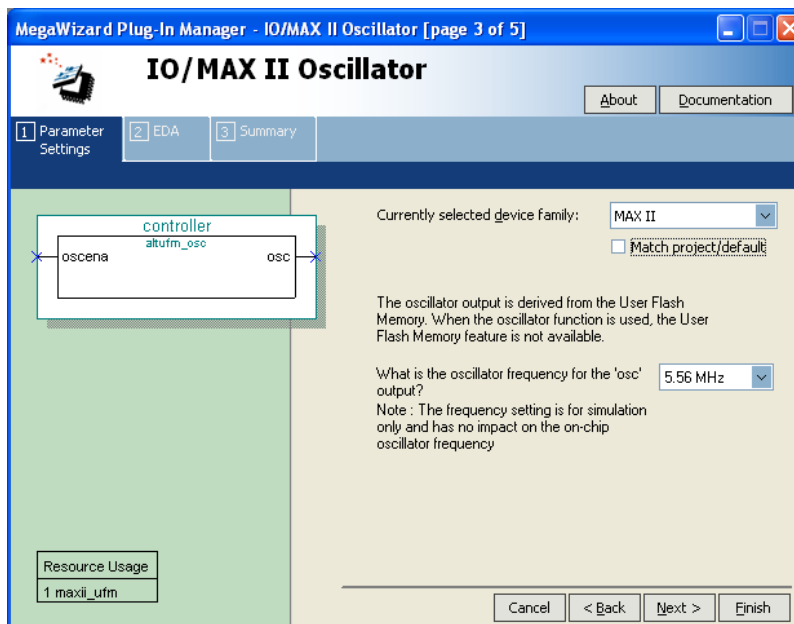 MegaWizard Plug-In Manager - IO/MAX II Oscillator [page 3 of 5]
IO/MAX II Oscillator
About
Documentation
1 Parameter Settings
2 EDA
3 Summary
controller
altufm_osc
oscena
osc
Currently selected device family:
MAX II
Match project/default
The oscillator output is derived from the User Flash
Memory. When the oscillator function is used, the User
Flash Memory feature is not available.
What is the oscillator frequency for the 'osc'
output?
5.56 MHz
Note : The frequency setting is for simulation
only and has no impact on the on-chip
oscillator frequency
Resource Usage
1 maxii_ufm
Cancel
< Back
Next >
Finish